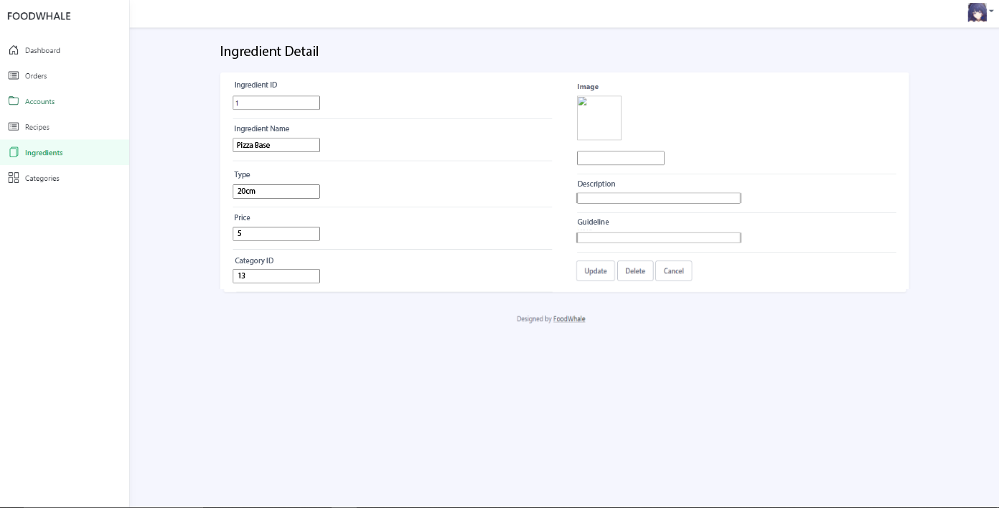 FOODWHALE
Dashboard
Orders
Accounts
Recipes
Ingredients
Categories
Ingredient Detail
Ingredient ID
1
Ingredient Name
Pizza Base
Type
20cm
Price
5
Category ID
13
Image
Description
Guideline
Update Delete Cancel
Designed by FoodWhale